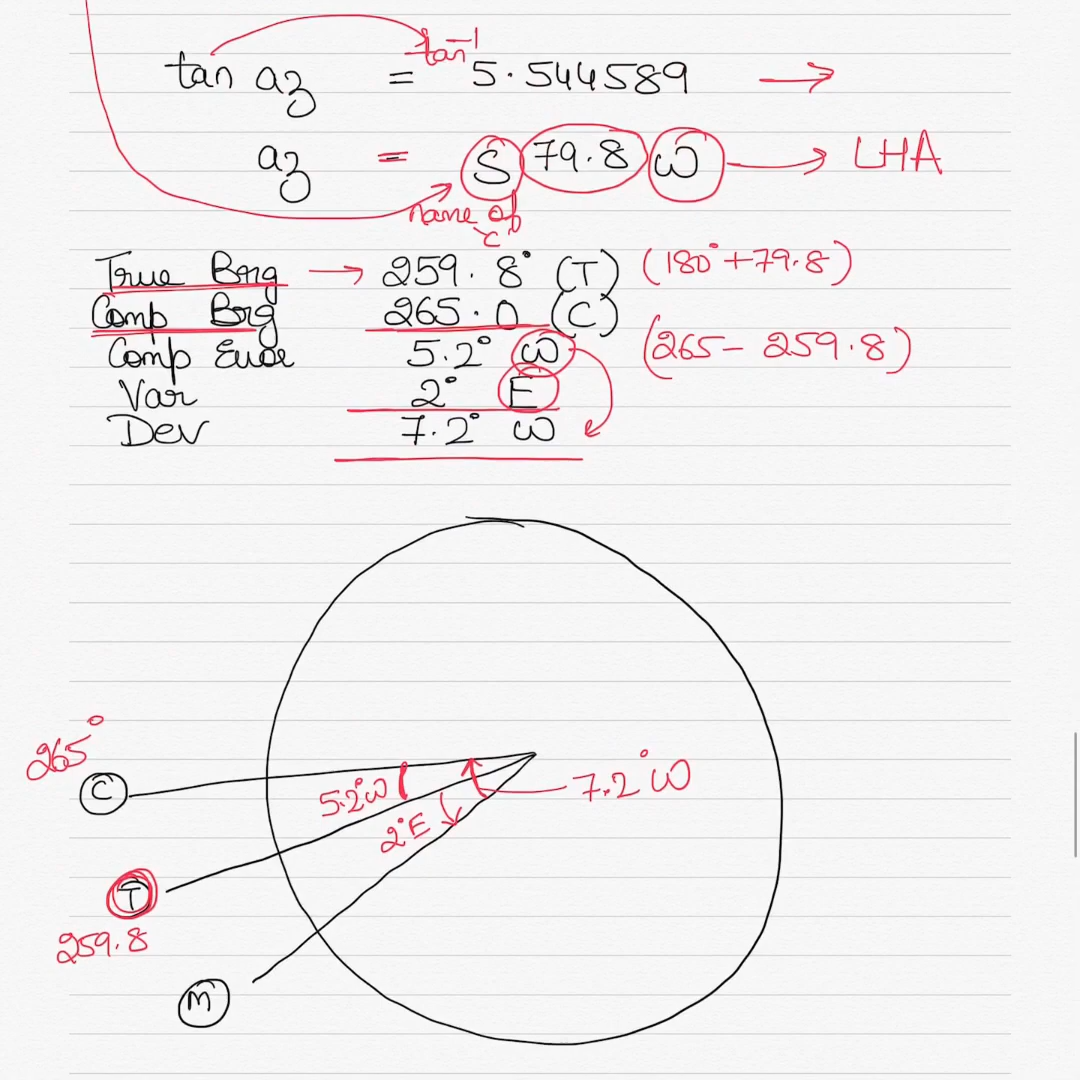 tan az = tan⁻¹ 5.544589 →
az = S 79.8 W → LHA
name of 'c'
True Brg → 259.8° (T) (180°+79.8)
Comp Brg 265.0 (C)
Comp 5.2° W (265 - 259.8)
Var 2° E
Dev 7.2° W
265°
C
5.2°W
7.2°W
2°E
T
259.8
M